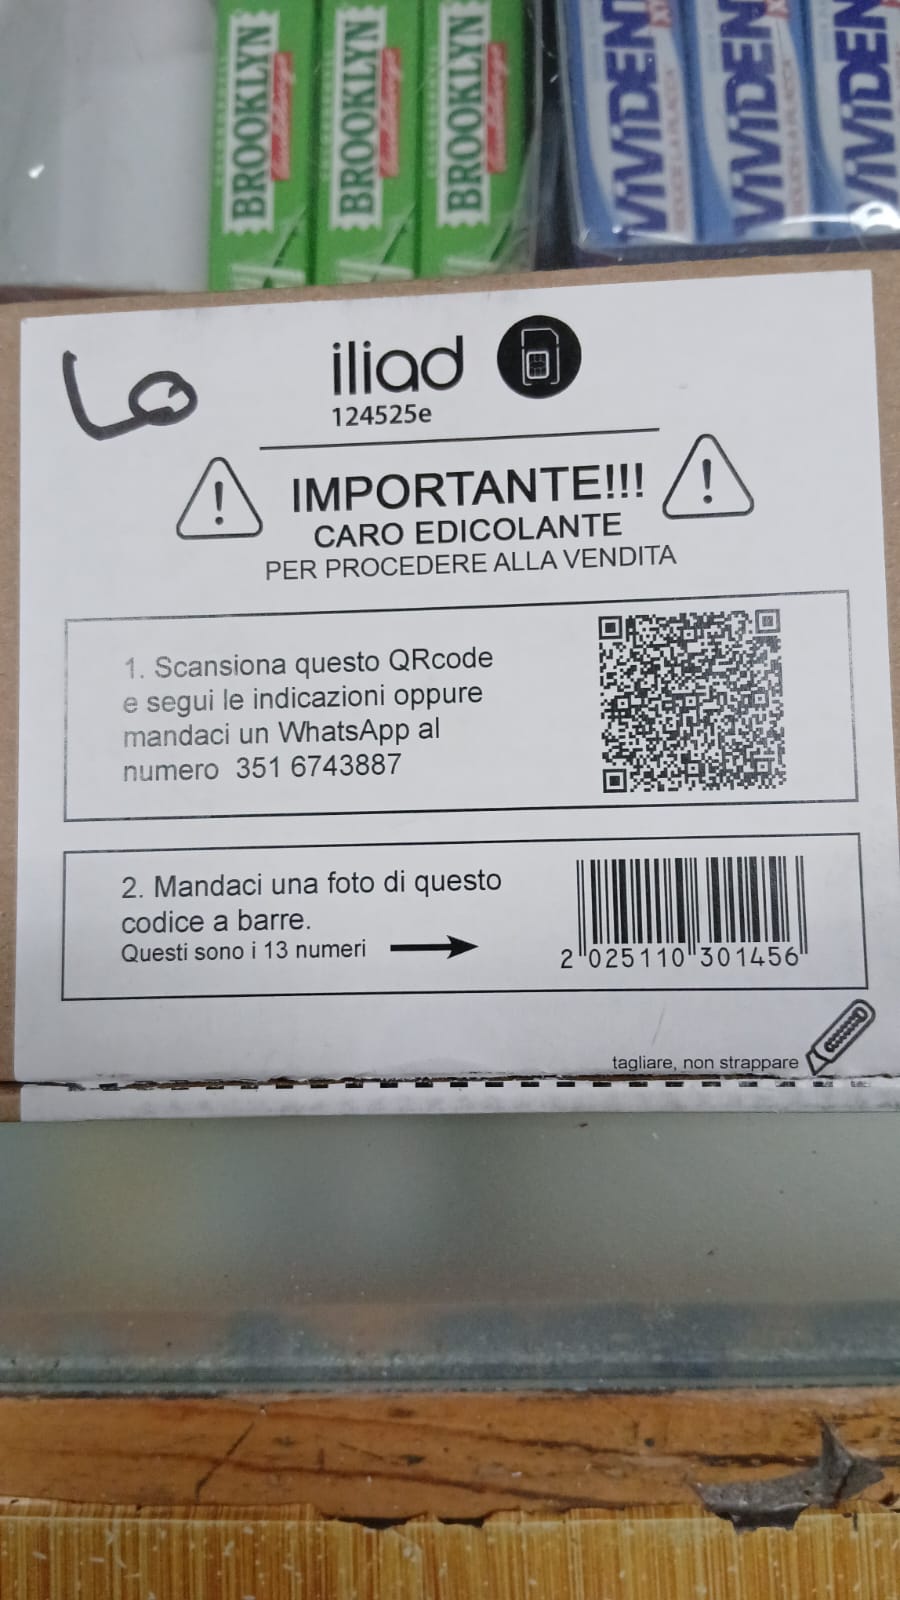 BROOKLYN
BROOKLYN
BROOKLYN
VIVIDENT
VIVIDENT
VIVIDENT
iliad
124525e
IMPORTANTE!!!
CARO EDICOLANTE
PER PROCEDERE ALLA VENDITA
1. Scansiona questo QRcode
e segui le indicazioni oppure
mandaci un WhatsApp al
numero 351 6743887
2. Mandaci una foto di questo
codice a barre.
Questi sono i 13 numeri
2 025110 301456
tagliare, non strappare